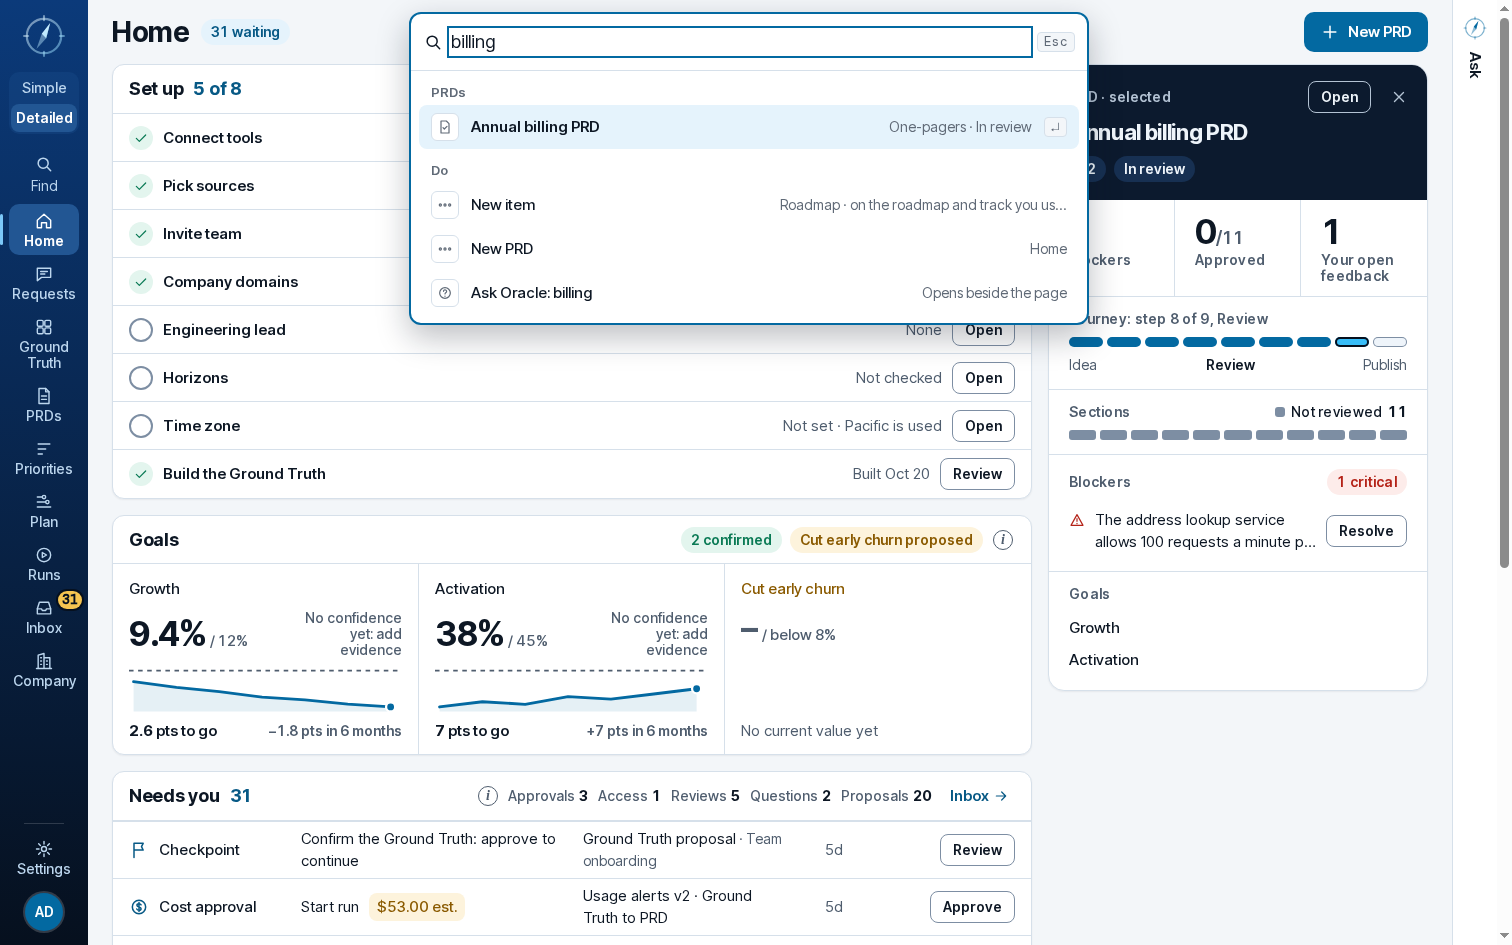 Simple
Detailed
Find
Home
Requests
Ground
Truth
PRDs
Priorities
Plan
Runs
31
Inbox
Company
Settings
AD
Home
31 waiting
New PRD
billing
Esc
PRDs
Annual billing PRD
One-pagers · In review
Do
New item
Roadmap · on the roadmap and track you us...
New PRD
Home
Ask Oracle: billing
Opens beside the page
Set up 5 of 8
Connect tools
Pick sources
Invite team
Company domains
Engineering lead
None
Open
Horizons
Not checked
Open
Time zone
Not set · Pacific is used
Open
Build the Ground Truth
Built Oct 20
Review
Goals
2 confirmed
Cut early churn proposed
i
Growth
9.4% / 12%
No confidence
yet: add
evidence
2.6 pts to go
−1.8 pts in 6 months
Activation
38% / 45%
No confidence
yet: add
evidence
7 pts to go
+7 pts in 6 months
Cut early churn
– / below 8%
No current value yet
Needs you 31
i
Approvals 3
Access 1
Reviews 5
Questions 2
Proposals 20
Inbox
Checkpoint
Confirm the Ground Truth: approve to
continue
Ground Truth proposal · Team
onboarding
5d
Review
Cost approval
Start run
$53.00 est.
Usage alerts v2 · Ground
Truth to PRD
5d
Approve
D · selected
Open
nnual billing PRD
2
In review
ockers
0/11
Approved
1
Your open
feedback
urney: step 8 of 9, Review
Idea
Review
Publish
Sections
Not reviewed 11
Blockers
1 critical
The address lookup service
allows 100 requests a minute p...
Resolve
Goals
Growth
Activation
Ask